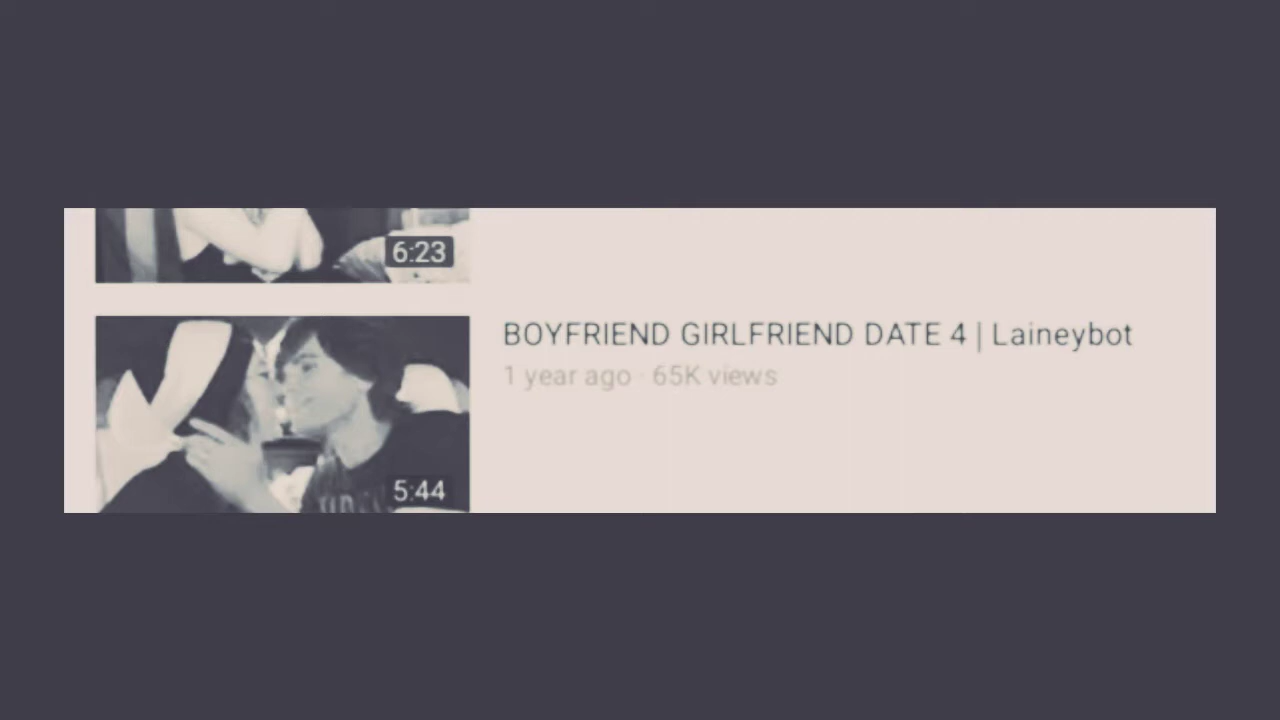 6:23
BOYFRIEND GIRLFRIEND DATE 4 | Laineybot
1 year ago · 65K views
5:44